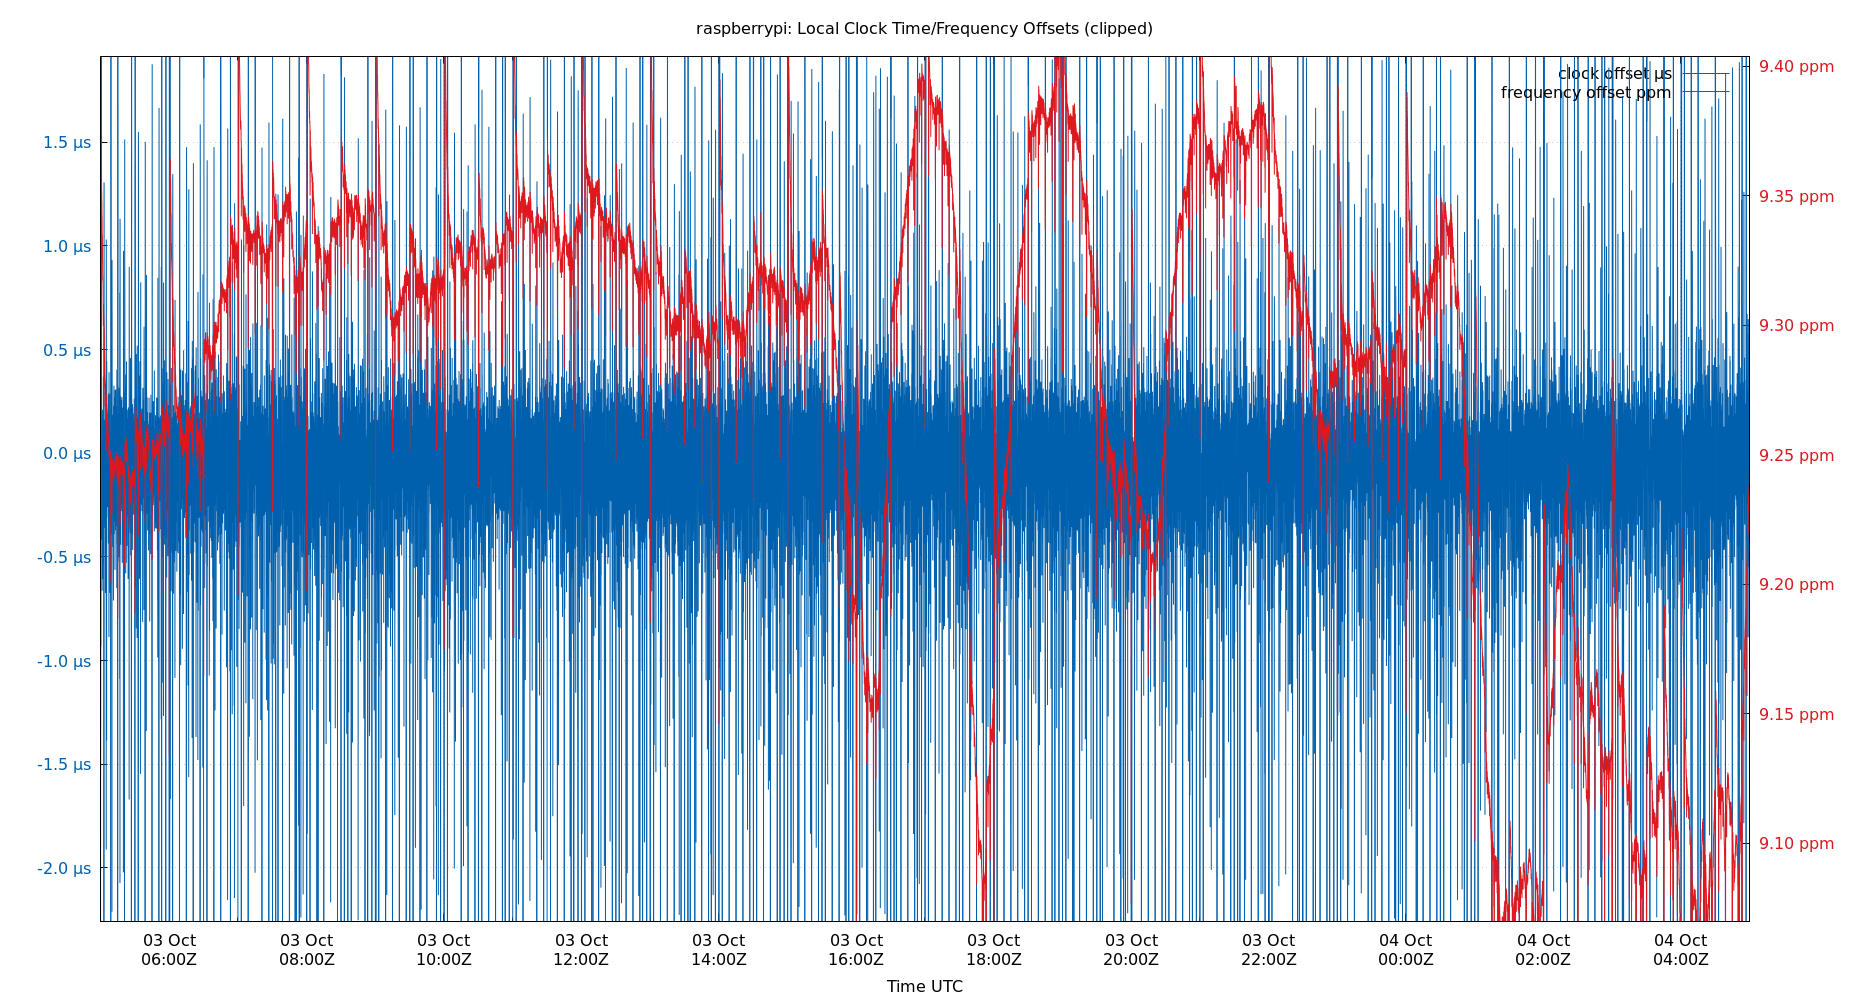 raspberrypi: Local Clock Time/Frequency Offsets (clipped)
clock offset µs
frequency offset ppm
1.5 µs
1.0 µs
0.5 µs
0.0 µs
-0.5 µs
-1.0 µs
-1.5 µs
-2.0 µs
9.40 ppm
9.35 ppm
9.30 ppm
9.25 ppm
9.20 ppm
9.15 ppm
9.10 ppm
03 Oct 03 Oct 03 Oct 03 Oct 03 Oct 03 Oct 03 Oct 03 Oct 03 Oct 04 Oct 04 Oct 04 Oct
06:00Z 08:00Z 10:00Z 12:00Z 14:00Z 16:00Z 18:00Z 20:00Z 22:00Z 00:00Z 02:00Z 04:00Z
Time UTC